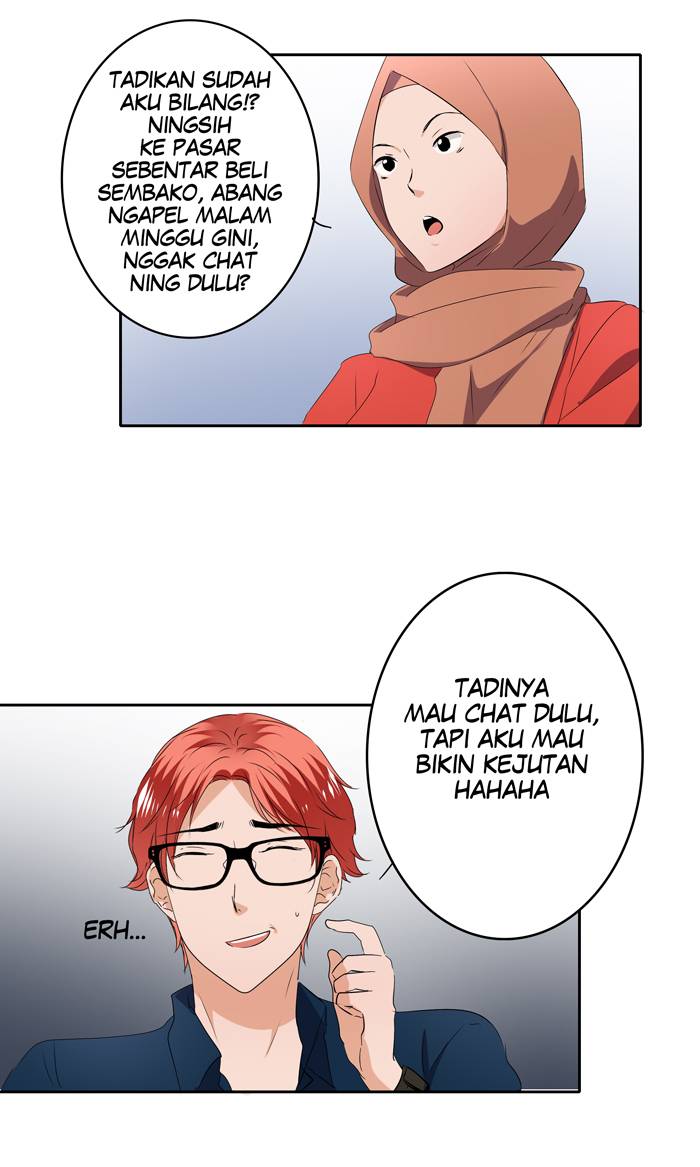 TADIKAN SUDAH
AKU BILANG!?
NINGSIH
KE PASAR
SEBENTAR BELI
SEMBAKO, ABANG
NGAPEL MALAM
MINGGU GINI,
NGGAK CHAT
NING DULU?
TADINYA
MAU CHAT DULU,
TAPI AKU MAU
BIKIN KEJUTAN
HAHAHA
ERH...